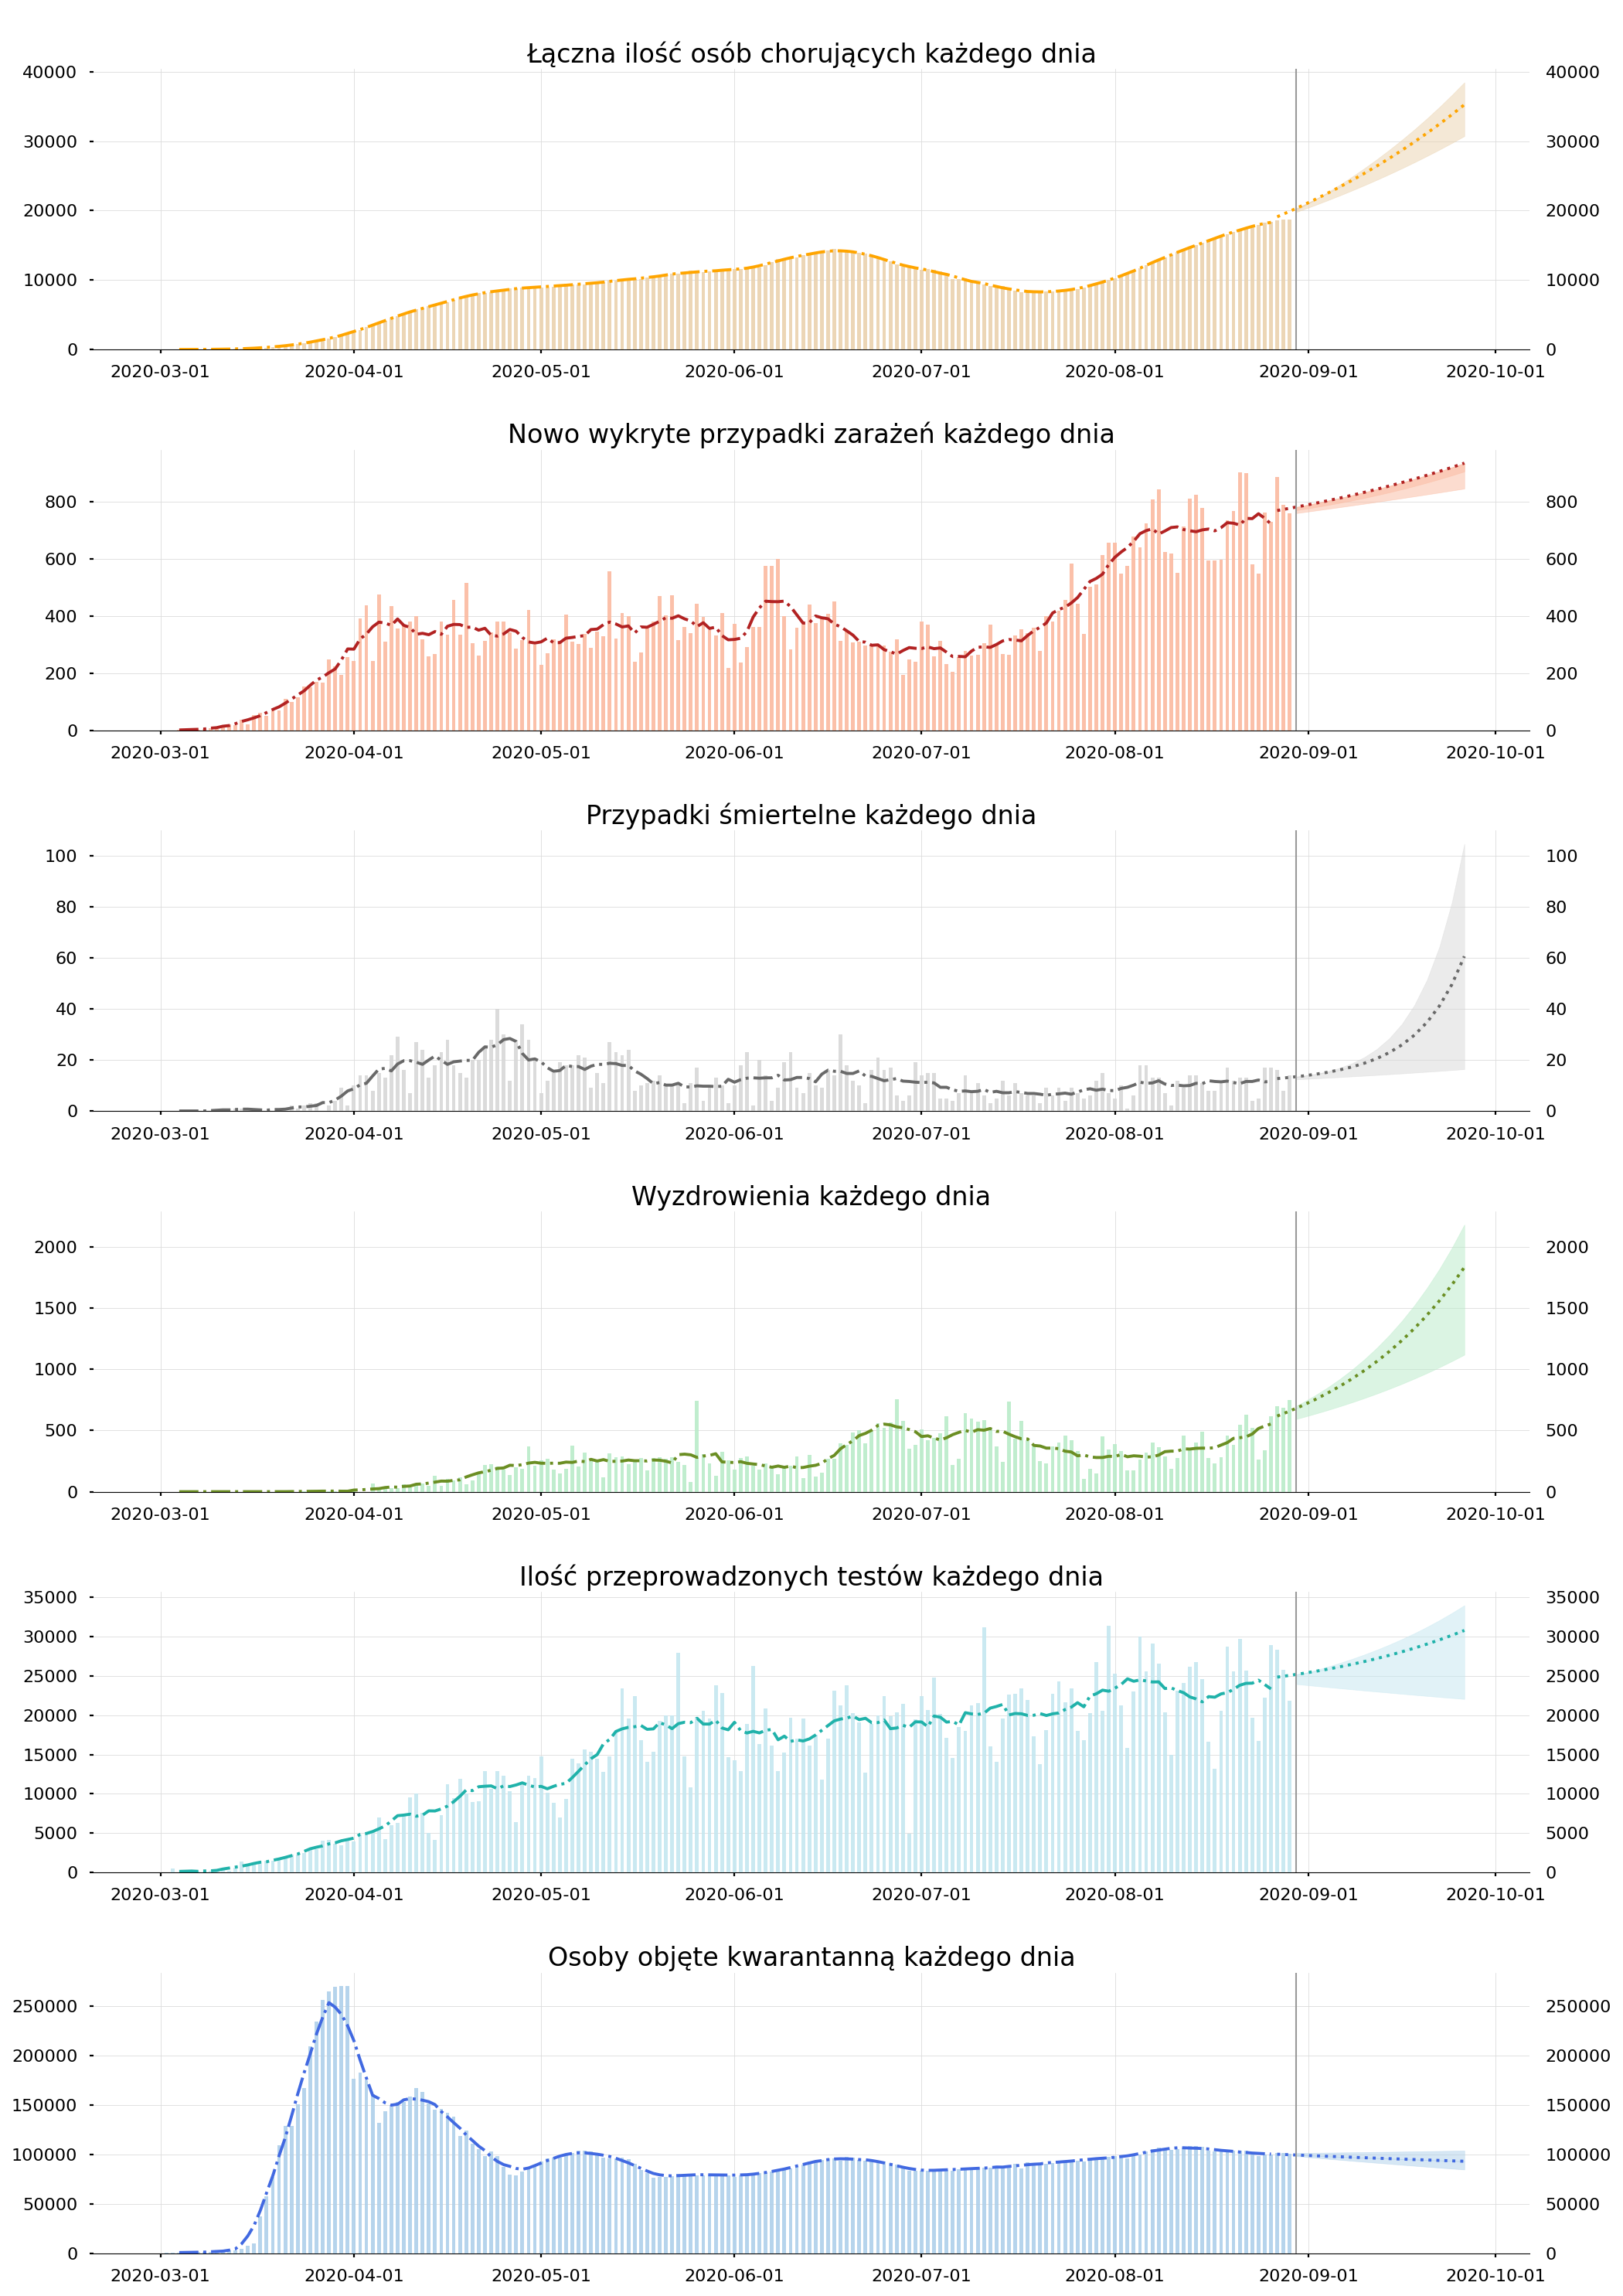 Łączna ilość osób chorujących każdego dnia
40000 40000
30000 30000
20000 20000
10000 10000
0 0
2020-03-01 2020-04-01 2020-05-01 2020-06-01 2020-07-01 2020-08-01 2020-09-01 2020-10-01
Nowo wykryte przypadki zarażeń każdego dnia
800 800
600 600
400 400
200 200
0 0
2020-03-01 2020-04-01 2020-05-01 2020-06-01 2020-07-01 2020-08-01 2020-09-01 2020-10-01
Przypadki śmiertelne każdego dnia
100 100
80 80
60 60
40 40
20 20
0 0
2020-03-01 2020-04-01 2020-05-01 2020-06-01 2020-07-01 2020-08-01 2020-09-01 2020-10-01
Wyzdrowienia każdego dnia
2000 2000
1500 1500
1000 1000
500 500
0 0
2020-03-01 2020-04-01 2020-05-01 2020-06-01 2020-07-01 2020-08-01 2020-09-01 2020-10-01
Ilość przeprowadzonych testów każdego dnia
35000 35000
30000 30000
25000 25000
20000 20000
15000 15000
10000 10000
5000 5000
0 0
2020-03-01 2020-04-01 2020-05-01 2020-06-01 2020-07-01 2020-08-01 2020-09-01 2020-10-01
Osoby objęte kwarantanną każdego dnia
250000 250000
200000 200000
150000 150000
100000 100000
50000 50000
0 0
2020-03-01 2020-04-01 2020-05-01 2020-06-01 2020-07-01 2020-08-01 2020-09-01 2020-10-01